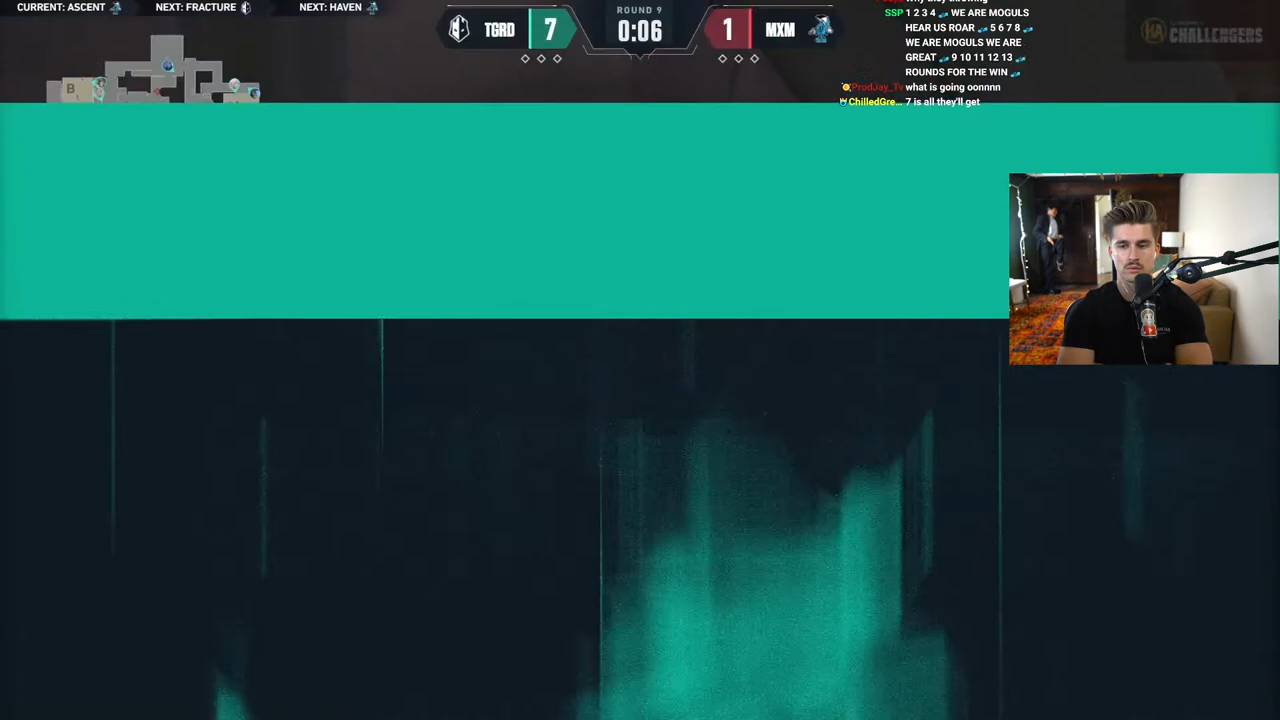 CURRENT: ASCENT
NEXT: FRACTURE
NEXT: HAVEN
TGRD
7
ROUND 9
0:06
1
MXM
CHALLENGERS
SSP 1 2 3 4 WE ARE MOGULS
HEAR US ROAR 5 6 7 8
WE ARE MOGULS WE ARE
GREAT 9 10 11 12 13
ROUNDS FOR THE WIN
ProdJay_Tv what is going oonnnn
ChilledGre... 7 is all they'll get
B